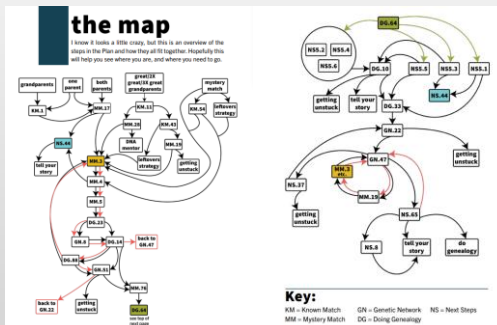 the map
I know it looks a little crazy, but this is an overview of the
steps in the Plan and how they all fit together. Hopefully this
will help you see where you are, and where you need to go.
grandparents
one
parent
both
parents
great/2X
great/3X great
grandparents
mystery
match
KM.1
MM.17
KM.11
KM.54
leftovers
strategy
MM.28
KM.43
NS.44
DNA
mentor
MM.19
tell your
story
MM.3
leftovers
strategy
getting
unstuck
MM.4
MM.5
DG.23
GN.8
DG.14
back to
GN.47
DG.88
GN.51
back to
GN.22
getting
unstuck
MM.76
DG.64
see top of
next page
DG.64
NS5.2
NS5.4
NS5.6
DG.10
NS5.5
NS5.3
NS5.1
getting
unstuck
tell your
story
NS.44
DG.33
GN.22
GN.47
getting
unstuck
MM.3
etc.
NS.37
MM.19
getting
unstuck
NS.65
NS.8
tell your
story
do
genealogy
Key:
KM = Known Match GN = Genetic Network NS = Next Steps
MM = Mystery Match DG = Doing Genealogy